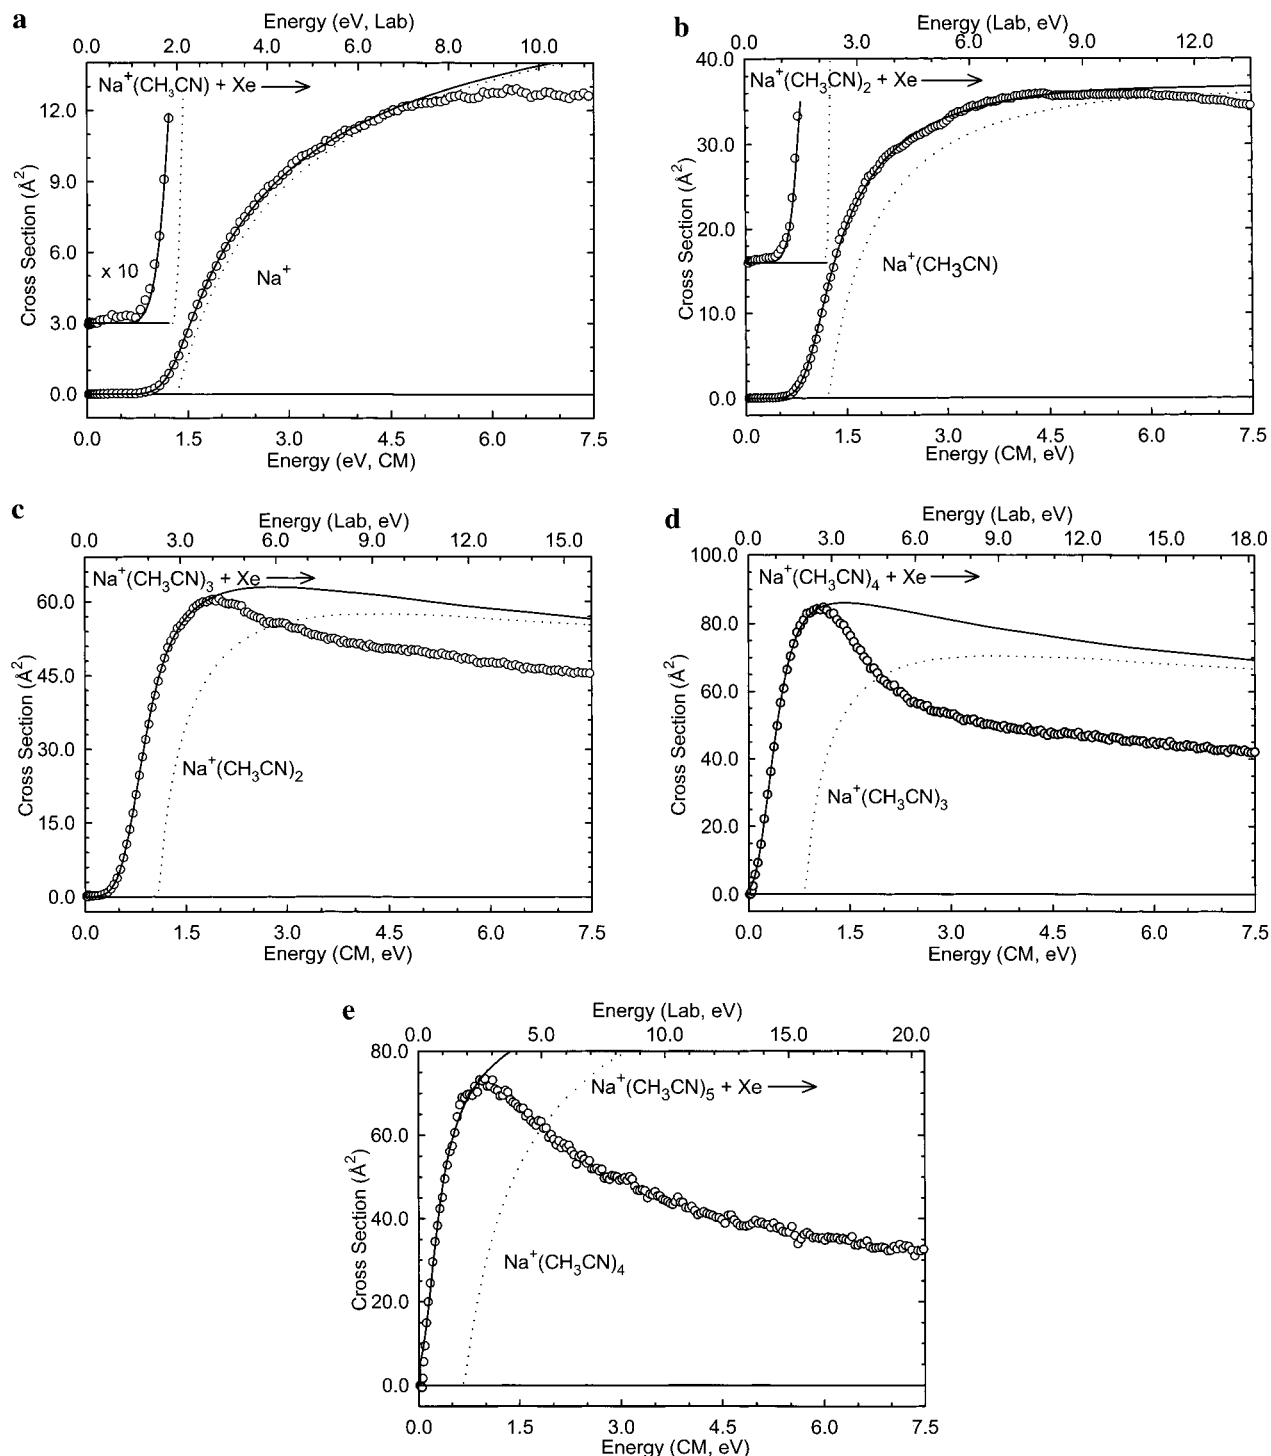 a
Energy (eV, Lab)
0.0 2.0 4.0 6.0 8.0 10.0
Na⁺(CH₃CN) + Xe →
12.0
9.0
6.0
3.0
0.0
Cross Section (Å²)
x 10
Na⁺
0.0 1.5 3.0 4.5 6.0 7.5
Energy (eV, CM)
b
Energy (Lab, eV)
0.0 3.0 6.0 9.0 12.0
Na⁺(CH₃CN)₂ + Xe →
40.0
30.0
20.0
10.0
0.0
Cross Section (Å²)
Na⁺(CH₃CN)
0.0 1.5 3.0 4.5 6.0 7.5
Energy (CM, eV)
c
Energy (Lab, eV)
0.0 3.0 6.0 9.0 12.0 15.0
Na⁺(CH₃CN)₃ + Xe →
60.0
45.0
30.0
15.0
0.0
Cross Section (Å²)
Na⁺(CH₃CN)₂
0.0 1.5 3.0 4.5 6.0 7.5
Energy (CM, eV)
d
Energy (Lab, eV)
0.0 3.0 6.0 9.0 12.0 15.0 18.0
Na⁺(CH₃CN)₄ + Xe →
100.0
80.0
60.0
40.0
20.0
0.0
Cross Section (Å²)
Na⁺(CH₃CN)₃
0.0 1.5 3.0 4.5 6.0 7.5
Energy (CM, eV)
e
Energy (Lab, eV)
0.0 5.0 10.0 15.0 20.0
Na⁺(CH₃CN)₅ + Xe →
80.0
60.0
40.0
20.0
0.0
Cross Section (Å²)
Na⁺(CH₃CN)₄
0.0 1.5 3.0 4.5 6.0 7.5
Energy (CM, eV)